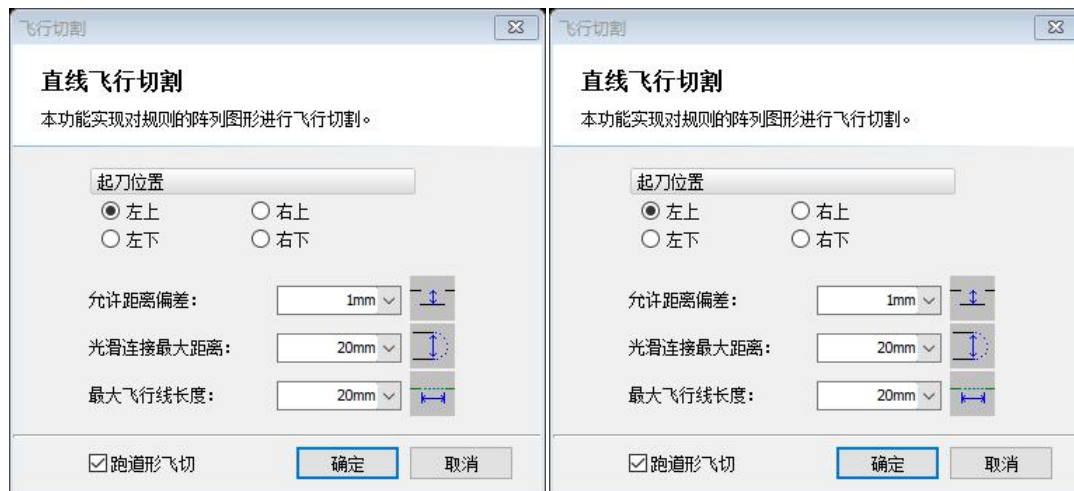 飞行切割
直线飞行切割
本功能实现对规则的阵列图形进行飞行切割。
起刀位置
左上 右上
左下 右下
允许距离偏差： 1mm
光滑连接最大距离： 20mm
最大飞行线长度： 20mm
跑道形飞切 确定 取消
飞行切割
直线飞行切割
本功能实现对规则的阵列图形进行飞行切割。
起刀位置
左上 右上
左下 右下
允许距离偏差： 1mm
光滑连接最大距离： 20mm
最大飞行线长度： 20mm
跑道形飞切 确定 取消